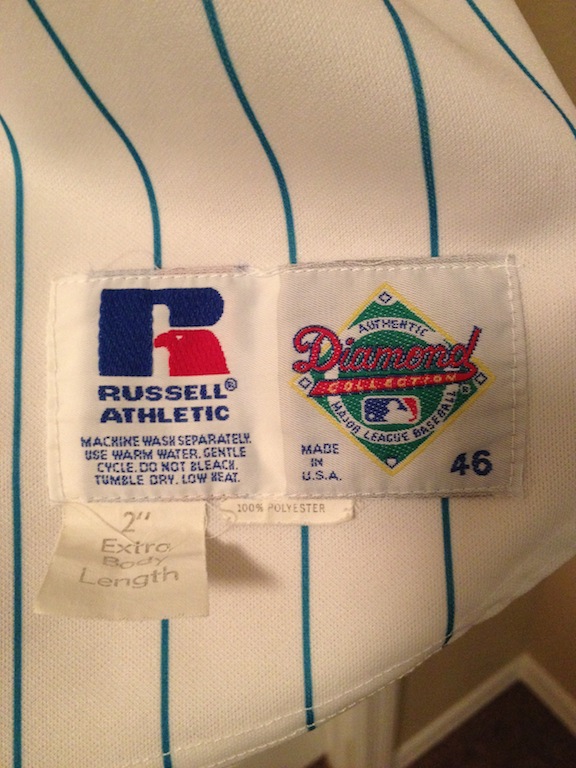 RUSSELL®
ATHLETIC
MACHINE WASH SEPARATELY.
USE WARM WATER. GENTLE
CYCLE. DO NOT BLEACH.
TUMBLE DRY. LOW HEAT.
AUTHENTIC
Diamond
COLLECTION
MAJOR LEAGUE BASEBALL
MADE
IN
U.S.A.
46
100% POLYESTER
2"
Extra
Body
Length